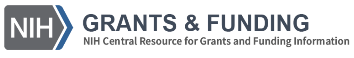 NIH GRANTS & FUNDING
NIH Central Resource for Grants and Funding Information